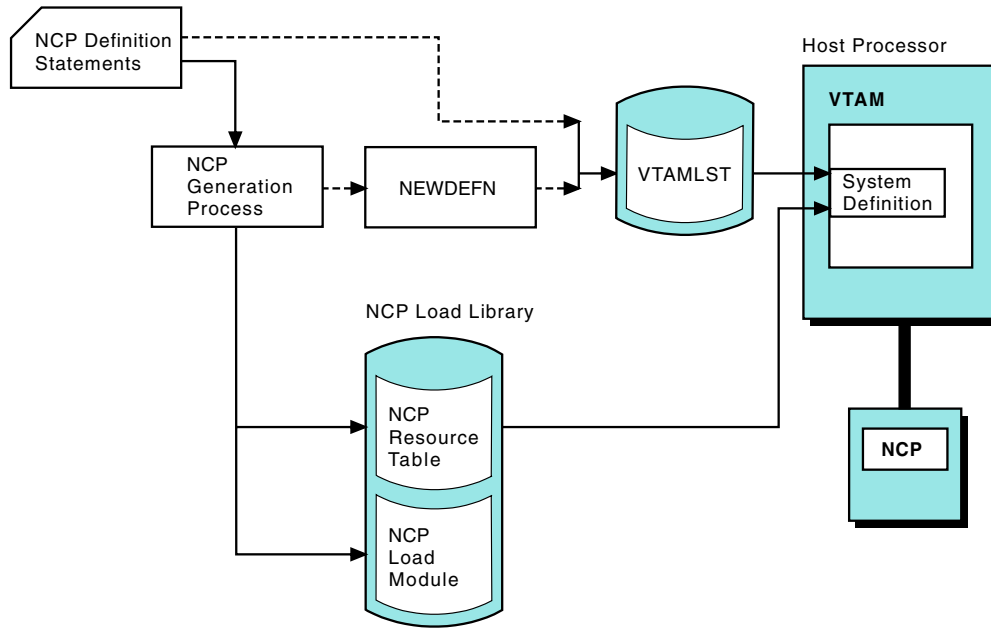 NCP Definition
Statements
Host Processor
VTAM
NCP
Generation
Process
NEWDEFN
VTAMLST
System
Definition
NCP Load Library
NCP
Resource
Table
NCP
NCP
Load
Module